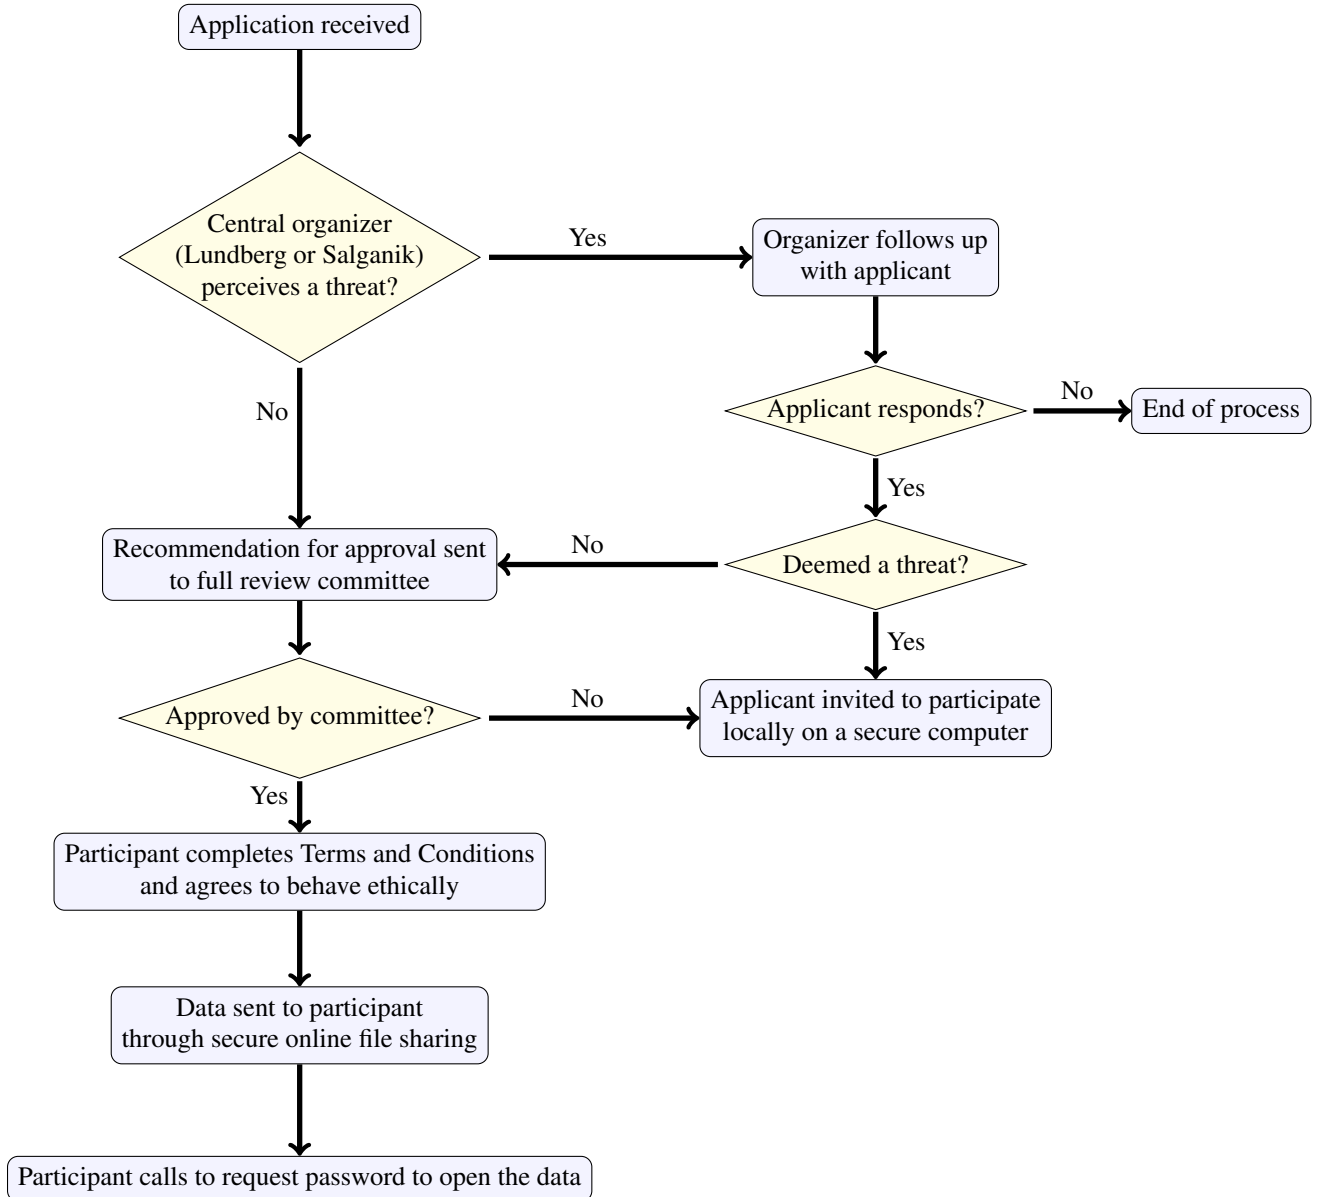 Application received
Central organizer
(Lundberg or Salganik)
perceives a threat?
Yes
Organizer follows up
with applicant
No
Applicant responds?
No
End of process
Yes
Recommendation for approval sent
to full review committee
No
Deemed a threat?
Yes
Approved by committee?
No
Applicant invited to participate
locally on a secure computer
Yes
Participant completes Terms and Conditions
and agrees to behave ethically
Data sent to participant
through secure online file sharing
Participant calls to request password to open the data